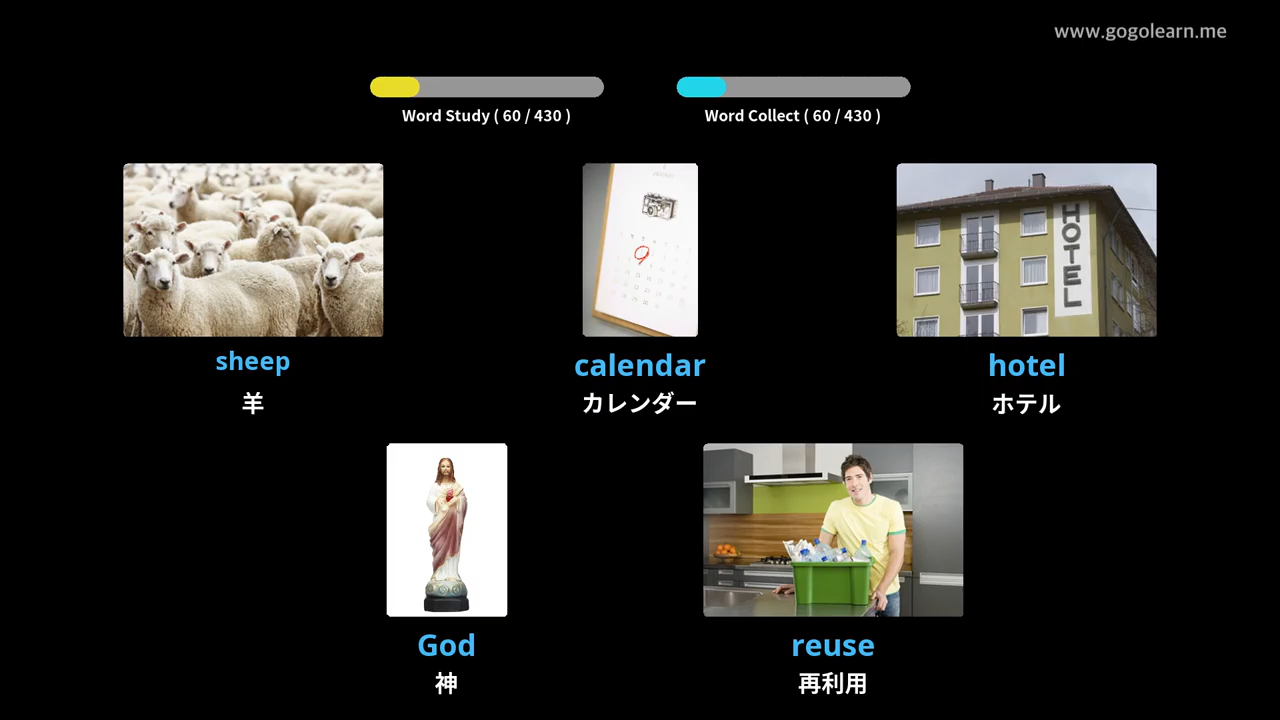 www.gogolearn.me
Word Study ( 60 / 430 )
Word Collect ( 60 / 430 )
9
HOTEL
sheep
calendar
hotel
羊
カレンダー
ホテル
God
reuse
神
再利用